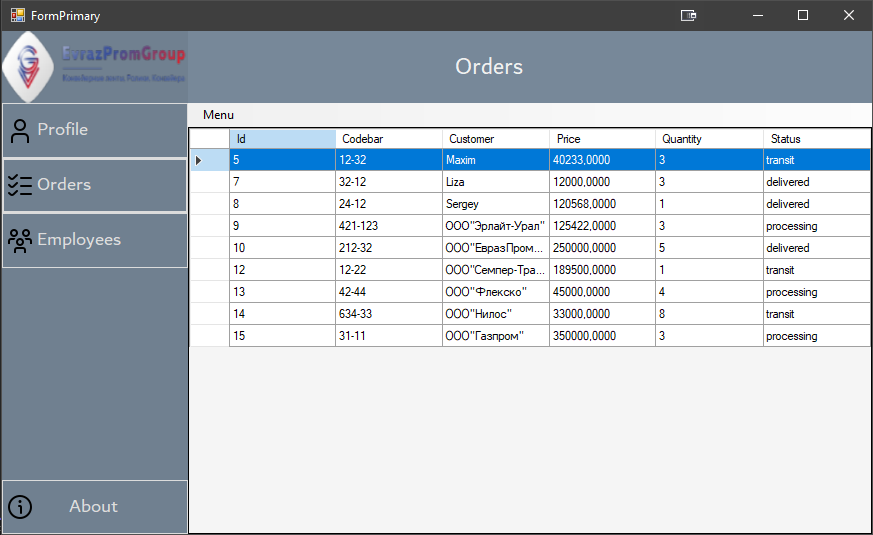 FormPrimary
EvrazPromGroup
Orders
Profile
Orders
Employees
About
Menu
Id Codebar Customer Price Quantity Status
5 12-32 Maxim 40233,0000 3 transit
7 32-12 Liza 12000,0000 3 delivered
8 24-12 Sergey 120568,0000 1 delivered
9 421-123 ООО"Эрлайт-Урал" 125422,0000 3 processing
10 212-32 ООО"ЕвразПром... 250000,0000 5 delivered
12 12-22 ООО"Семпер-Тра... 189500,0000 1 transit
13 42-44 ООО"Флекско" 45000,0000 4 processing
14 634-33 ООО"Нилос" 33000,0000 8 transit
15 31-11 ООО"Газпром" 350000,0000 3 processing